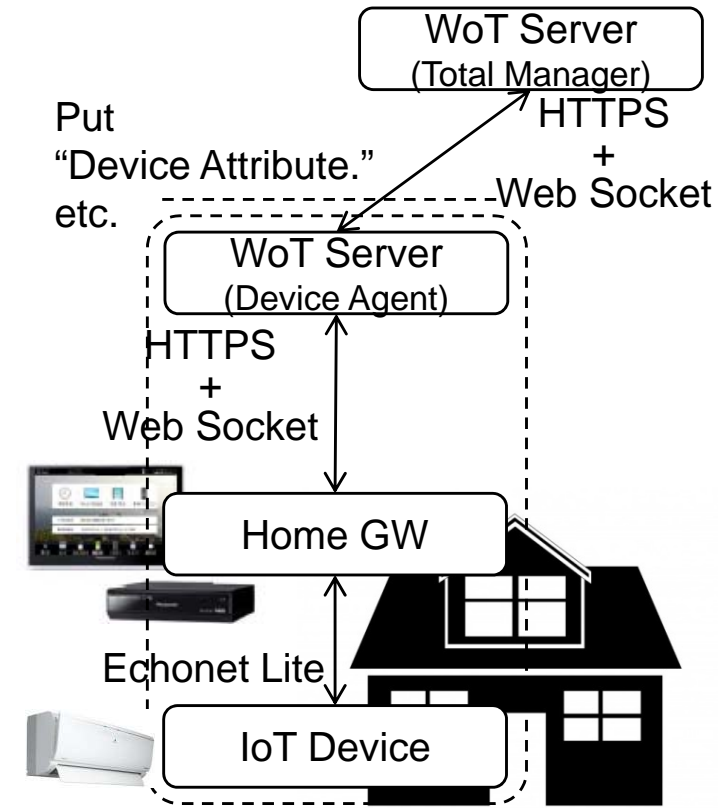 WoT Server
(Total Manager)
HTTPS
+
Web Socket
Put
“Device Attribute.”
etc.
WoT Server
(Device Agent)
HTTPS
+
Web Socket
Home GW
Echonet Lite
IoT Device